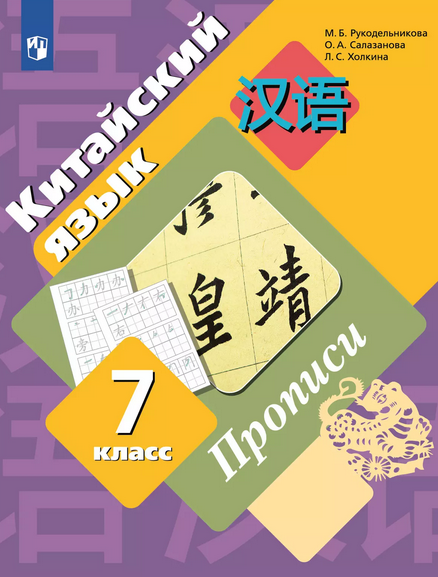 М. Б. Рукодельникова
О. А. Салазанова
Л. С. Холкина
汉语
Китайский
язык
皇 靖
7
класс
Прописи